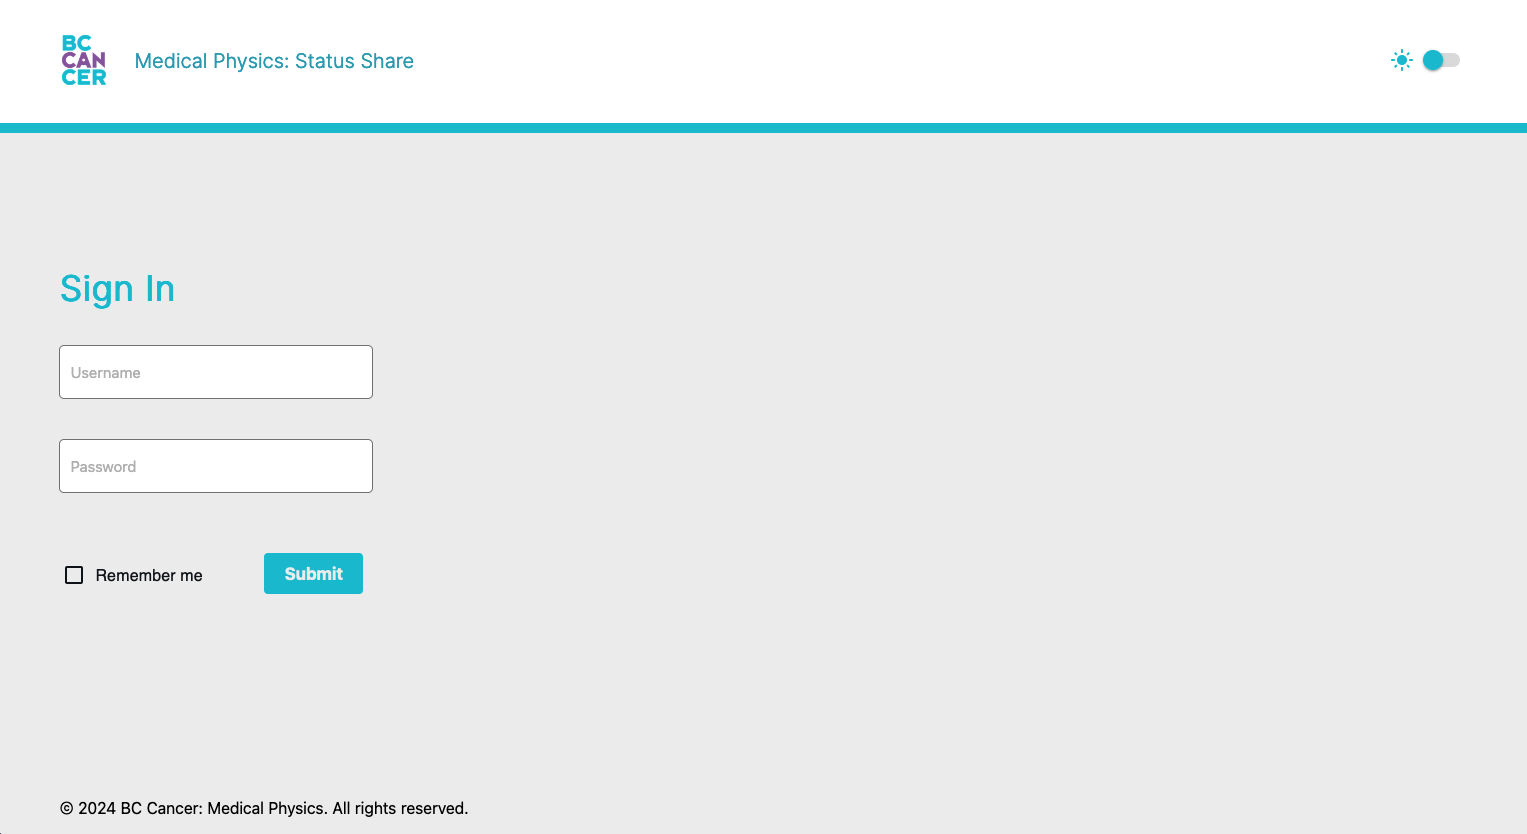 BC
CAN
CER
Medical Physics: Status Share
Sign In
Username
Password
Remember me
Submit
© 2024 BC Cancer: Medical Physics. All rights reserved.